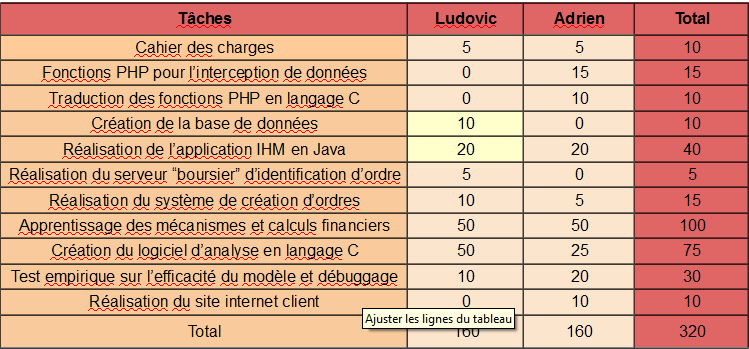 Tâches Ludovic Adrien Total
Cahier des charges 5 5 10
Fonctions PHP pour l'interception de données 0 15 15
Traduction des fonctions PHP en langage C 0 10 10
Création de la base de données 10 0 10
Réalisation de l'application IHM en Java 20 20 40
Réalisation du serveur "boursier" d'identification d'ordre 5 0 5
Réalisation du système de création d'ordres 10 5 15
Apprentissage des mécanismes et calculs financiers 50 50 100
Création du logiciel d'analyse en langage C 50 25 75
Test empirique sur l'efficacité du modèle et débuggage 10 20 30
Réalisation du site internet client 0 10 10
Ajuster les lignes du tableau
Total 160 160 320